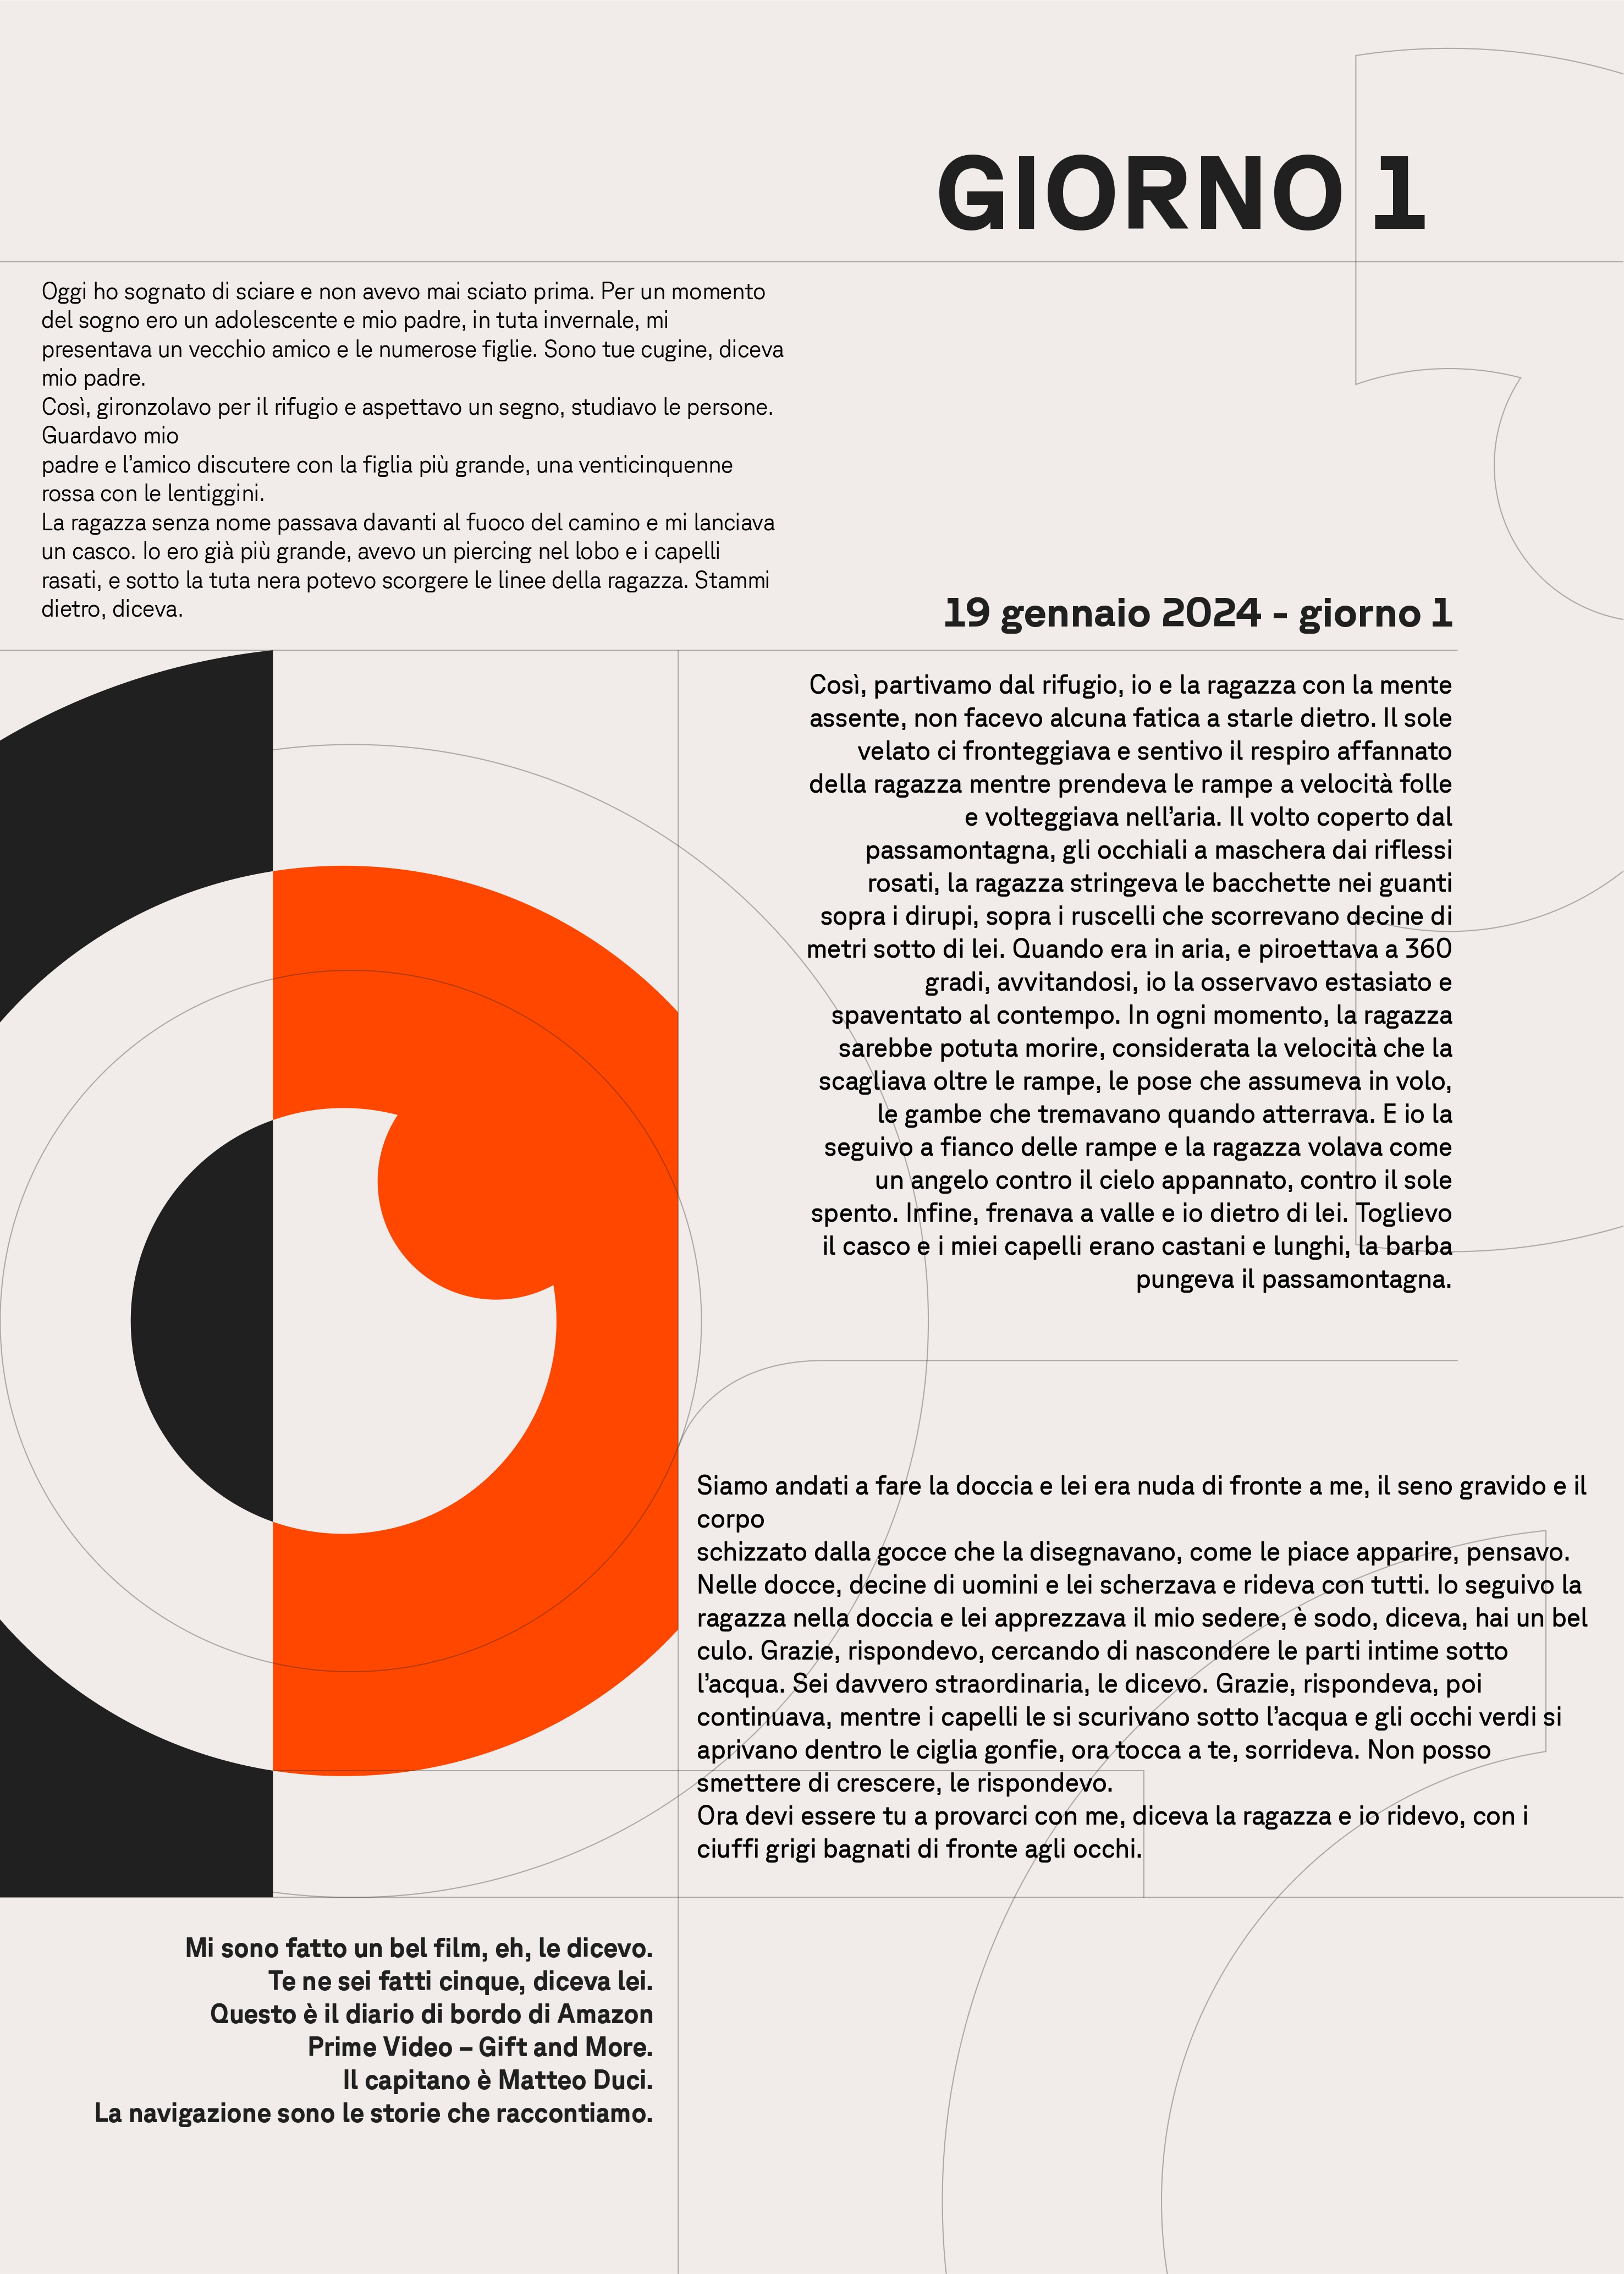 GIORNO 1
Oggi ho sognato di sciare e non avevo mai sciato prima. Per un momento
del sogno ero un adolescente e mio padre, in tuta invernale, mi
presentava un vecchio amico e le numerose figlie. Sono tue cugine, diceva
mio padre.
Così, gironzolavo per il rifugio e aspettavo un segno, studiavo le persone.
Guardavo mio
padre e l’amico discutere con la figlia più grande, una venticinquenne
rossa con le lentiggini.
La ragazza senza nome passava davanti al fuoco del camino e mi lanciava
un casco. Io ero già più grande, avevo un piercing nel lobo e i capelli
rasati, e sotto la tuta nera potevo scorgere le linee della ragazza. Stammi
dietro, diceva.
19 gennaio 2024 - giorno 1
Così, partivamo dal rifugio, io e la ragazza con la mente
assente, non facevo alcuna fatica a starle dietro. Il sole
velato ci fronteggiava e sentivo il respiro affannato
della ragazza mentre prendeva le rampe a velocità folle
e volteggiava nell’aria. Il volto coperto dal
passamontagna, gli occhiali a maschera dai riflessi
rosati, la ragazza stringeva le bacchette nei guanti
sopra i dirupi, sopra i ruscelli che scorrevano decine di
metri sotto di lei. Quando era in aria, e piroettava a 360
gradi, avvitandosi, io la osservavo estasiato e
spaventato al contempo. In ogni momento, la ragazza
sarebbe potuta morire, considerata la velocità che la
scagliava oltre le rampe, le pose che assumeva in volo,
le gambe che tremavano quando atterrava. E io la
seguivo a fianco delle rampe e la ragazza volava come
un angelo contro il cielo appannato, contro il sole
spento. Infine, frenava a valle e io dietro di lei. Toglievo
il casco e i miei capelli erano castani e lunghi, la barba
pungeva il passamontagna.
Siamo andati a fare la doccia e lei era nuda di fronte a me, il seno gravido e il
corpo
schizzato dalla gocce che la disegnavano, come le piace apparire, pensavo.
Nelle docce, decine di uomini e lei scherzava e rideva con tutti. Io seguivo la
ragazza nella doccia e lei apprezzava il mio sedere, è sodo, diceva, hai un bel
culo. Grazie, rispondevo, cercando di nascondere le parti intime sotto
l’acqua. Sei davvero straordinaria, le dicevo. Grazie, rispondeva, poi
continuava, mentre i capelli le si scurivano sotto l’acqua e gli occhi verdi si
aprivano dentro le ciglia gonfie, ora tocca a te, sorrideva. Non posso
smettere di crescere, le rispondevo.
Ora devi essere tu a provarci con me, diceva la ragazza e io ridevo, con i
ciuffi grigi bagnati di fronte agli occhi.
Mi sono fatto un bel film, eh, le dicevo.
Te ne sei fatti cinque, diceva lei.
Questo è il diario di bordo di Amazon
Prime Video – Gift and More.
Il capitano è Matteo Duci.
La navigazione sono le storie che raccontiamo.